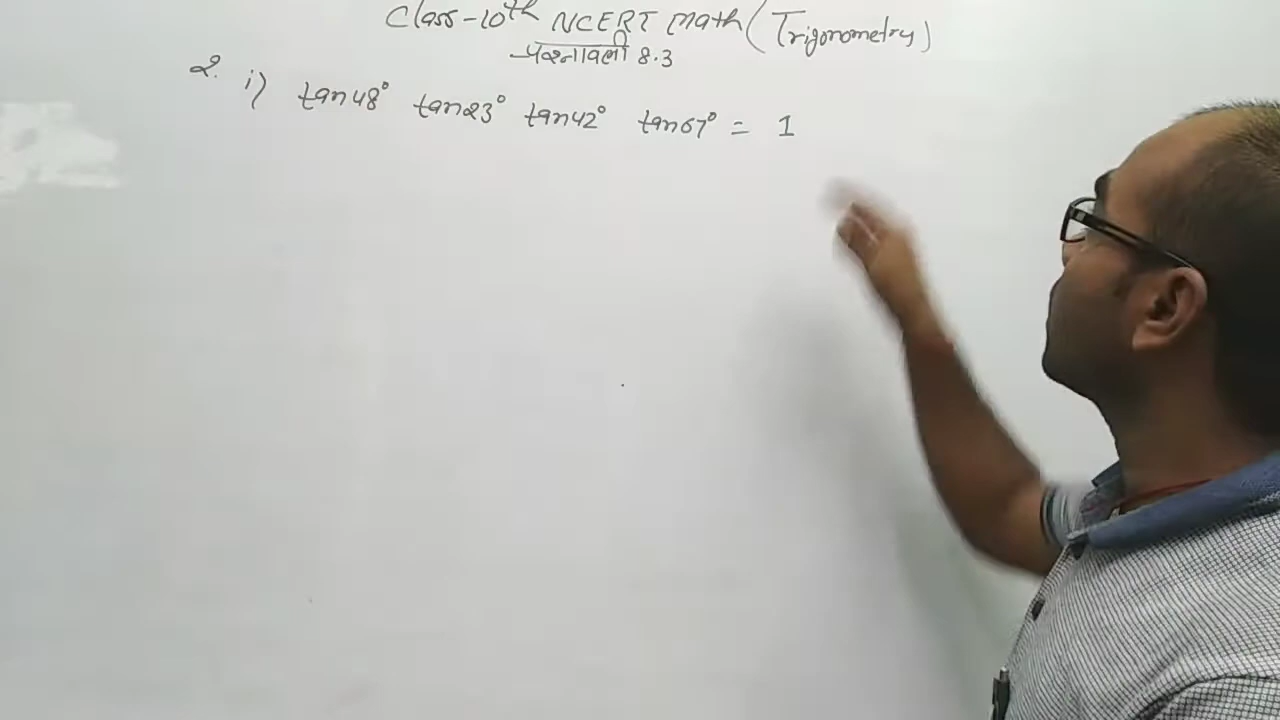 Class-10th NCERT Math (Trigonometry)
प्रश्नावली 8.3
2. i) tan48° tan23° tan42° tan67° = 1